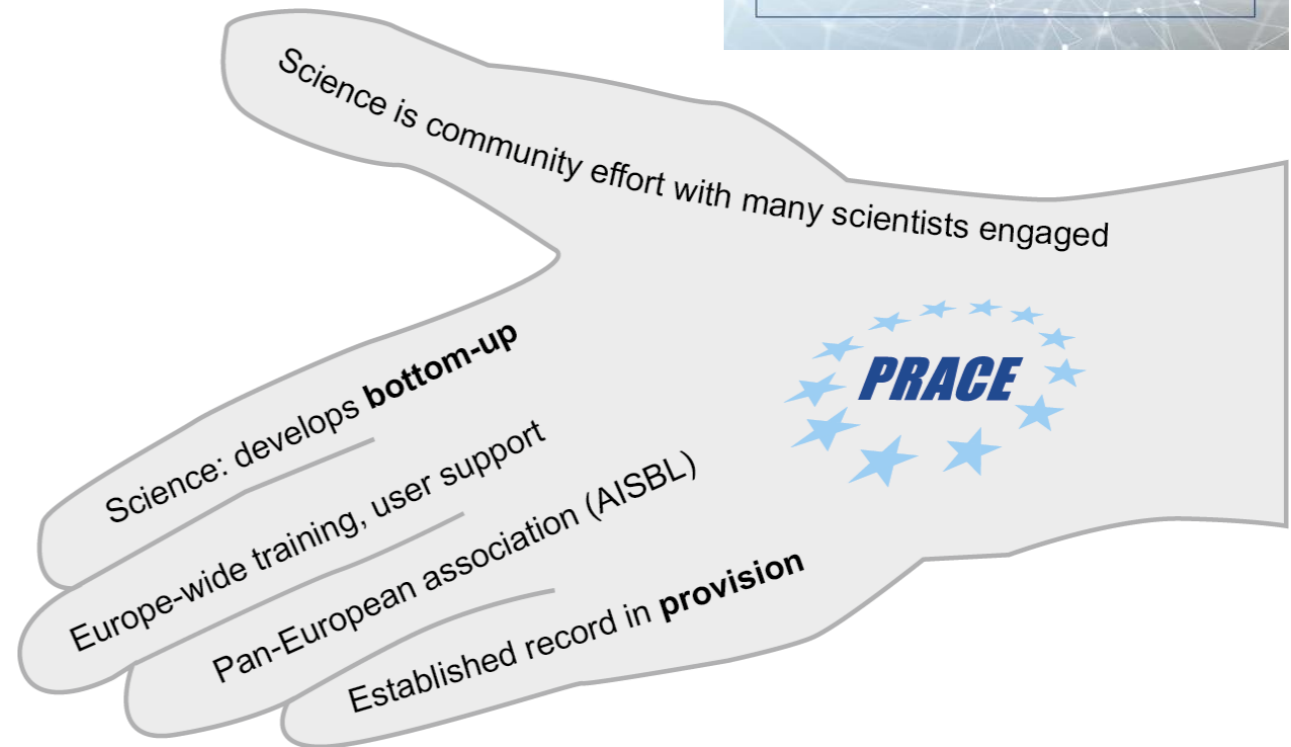 Science is community effort with many scientists engaged
PRACE
Science: develops bottom-up
Europe-wide training, user support
Pan-European association (AISBL)
Established record in provision